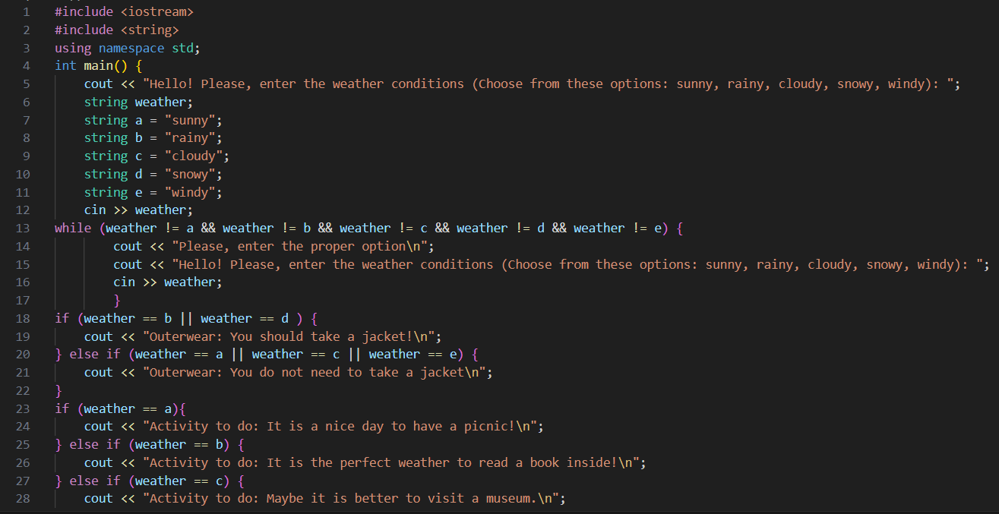 1 #include <iostream>
2 #include <string>
3 using namespace std;
4 int main() {
5 cout << "Hello! Please, enter the weather conditions (Choose from these options: sunny, rainy, cloudy, snowy, windy): ";
6 string weather;
7 string a = "sunny";
8 string b = "rainy";
9 string c = "cloudy";
10 string d = "snowy";
11 string e = "windy";
12 cin >> weather;
13 while (weather != a && weather != b && weather != c && weather != d && weather != e) {
14 cout << "Please, enter the proper option\n";
15 cout << "Hello! Please, enter the weather conditions (Choose from these options: sunny, rainy, cloudy, snowy, windy): ";
16 cin >> weather;
17 }
18 if (weather == b || weather == d ) {
19 cout << "Outerwear: You should take a jacket!\n";
20 } else if (weather == a || weather == c || weather == e) {
21 cout << "Outerwear: You do not need to take a jacket\n";
22 }
23 if (weather == a){
24 cout << "Activity to do: It is a nice day to have a picnic!\n";
25 } else if (weather == b) {
26 cout << "Activity to do: It is the perfect weather to read a book inside!\n";
27 } else if (weather == c) {
28 cout << "Activity to do: Maybe it is better to visit a museum.\n";